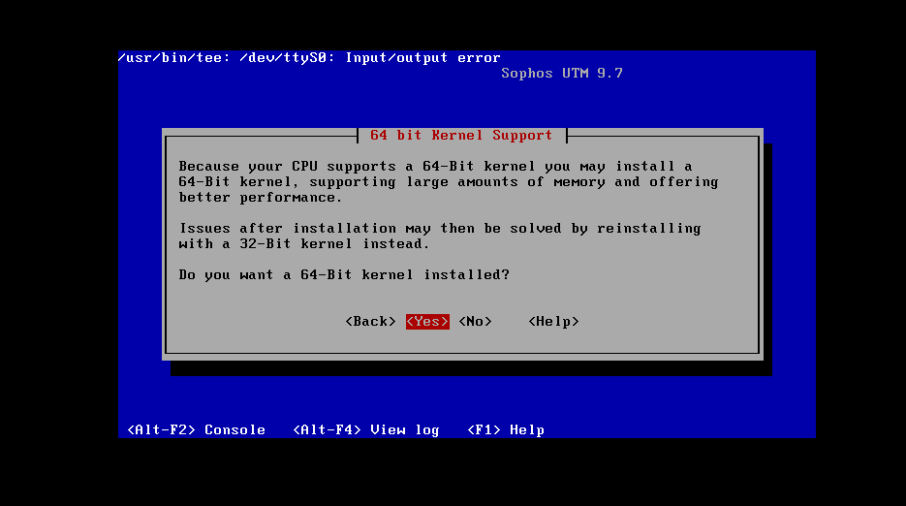 /usr/bin/tee: /dev/ttyS0: Input/output error
Sophos UTM 9.7
64 bit Kernel Support
Because your CPU supports a 64-Bit kernel you may install a
64-Bit kernel, supporting large amounts of memory and offering
better performance.
Issues after installation may then be solved by reinstalling
with a 32-Bit kernel instead.
Do you want a 64-Bit kernel installed?
<Back> <Yes> <No> <Help>
<Alt-F2> Console <Alt-F4> View log <F1> Help